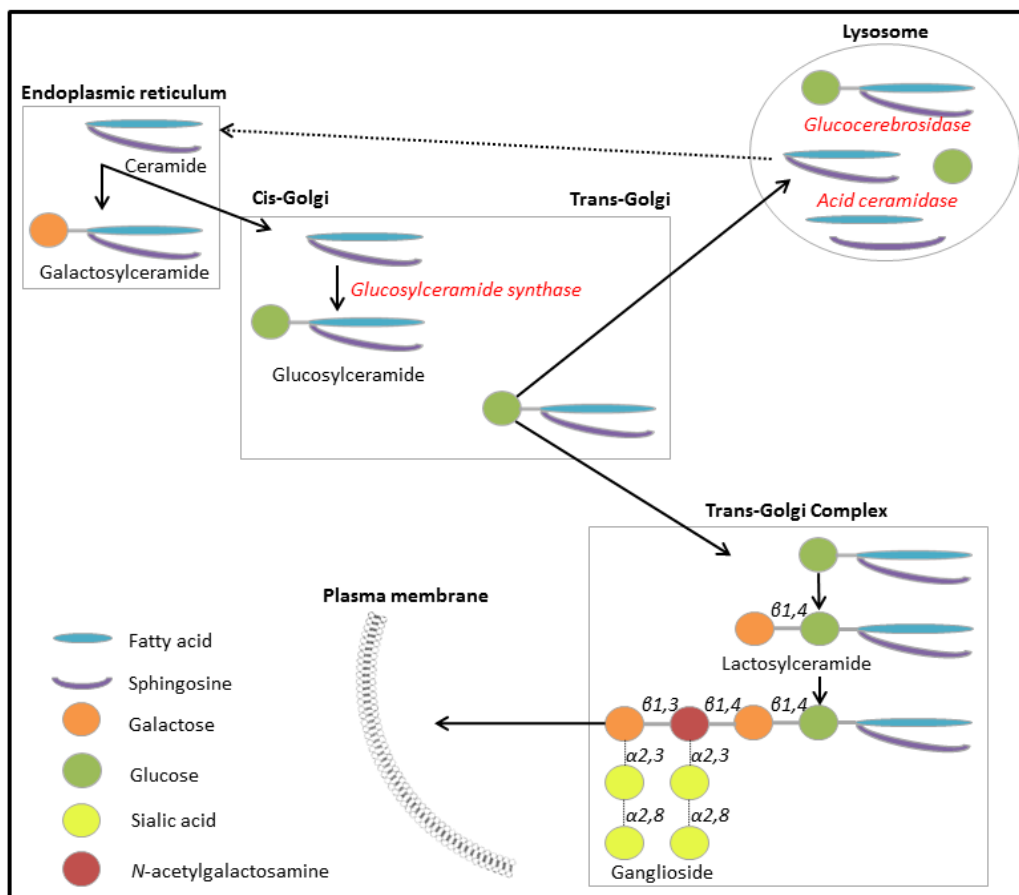 Lysosome
Endoplasmic reticulum
Glucocerebrosidase
Ceramide
Acid ceramidase
Cis-Golgi
Trans-Golgi
Galactosylceramide
Glucosylceramide synthase
Glucosylceramide
Trans-Golgi Complex
Plasma membrane
β1,4
Lactosylceramide
β1,3
β1,4
β1,4
α2,3
α2,3
α2,8
α2,8
Ganglioside
Fatty acid
Sphingosine
Galactose
Glucose
Sialic acid
N-acetylgalactosamine